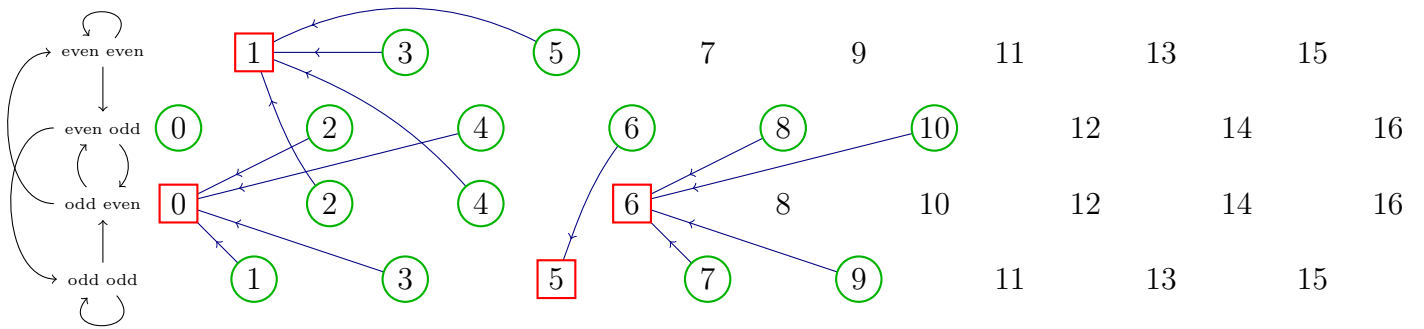 even even 1 3 5 7 9 11 13 15
even odd 0 2 4 6 8 10 12 14 16
odd even 0 2 4 6 8 10 12 14 16
odd odd 1 3 5 7 9 11 13 15